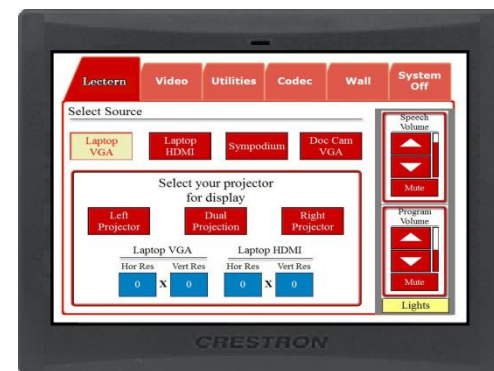 Lectern Video Utilities Codec Wall System
Off
Select Source
Laptop
VGA
Laptop
HDMI
Sympodium
Doc Cam
VGA
Select your projector
for display
Left
Projector
Dual
Projection
Right
Projector
Laptop VGA
Hor Res Vert Res
0 X 0
Laptop HDMI
Hor Res Vert Res
0 X 0
Speech
Volume
Mute
Program
Volume
Mute
Lights
CRESTRON